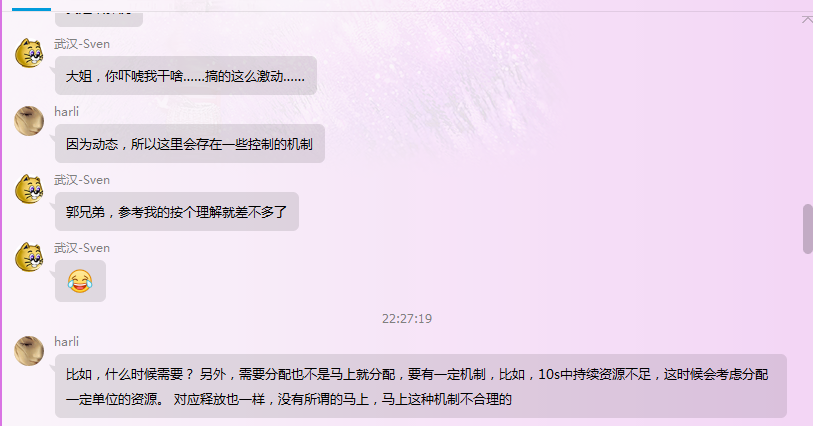 武汉-Sven
大姐，你吓唬我干啥......搞的这么激动......
harli
因为动态，所以这里会存在一些控制的机制
武汉-Sven
郭兄弟，参考我的按个理解就差不多了
武汉-Sven
22:27:19
harli
比如，什么时候需要？ 另外，需要分配也不是马上就分配，要有一定机制，比如，10s中持续资源不足，这时候会考虑分配
一定单位的资源。 对应释放也一样，没有所谓的马上，马上这种机制不合理的